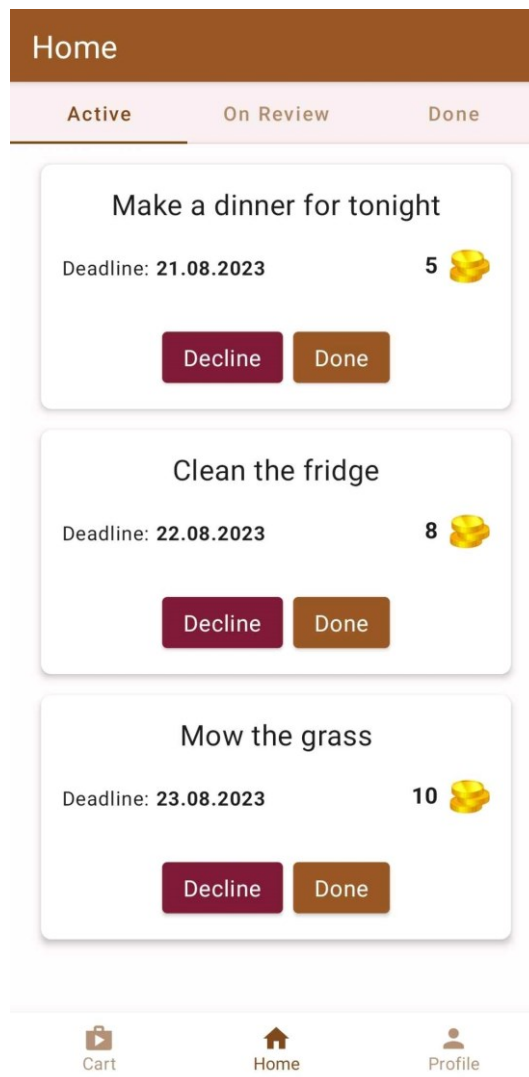 Home
Active On Review Done
Make a dinner for tonight
Deadline: 21.08.2023 5
Decline Done
Clean the fridge
Deadline: 22.08.2023 8
Decline Done
Mow the grass
Deadline: 23.08.2023 10
Decline Done
Cart Home Profile